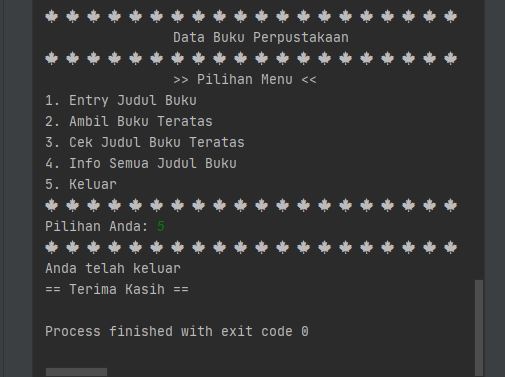 🍁 🍁 🍁 🍁 🍁 🍁 🍁 🍁 🍁 🍁 🍁 🍁 🍁 🍁 🍁 🍁 🍁 🍁 🍁 🍁
Data Buku Perpustakaan
🍁 🍁 🍁 🍁 🍁 🍁 🍁 🍁 🍁 🍁 🍁 🍁 🍁 🍁 🍁 🍁 🍁 🍁 🍁 🍁
>> Pilihan Menu <<
1. Entry Judul Buku
2. Ambil Buku Teratas
3. Cek Judul Buku Teratas
4. Info Semua Judul Buku
5. Keluar
🍁 🍁 🍁 🍁 🍁 🍁 🍁 🍁 🍁 🍁 🍁 🍁 🍁 🍁 🍁 🍁 🍁 🍁 🍁 🍁
Pilihan Anda: 5
🍁 🍁 🍁 🍁 🍁 🍁 🍁 🍁 🍁 🍁 🍁 🍁 🍁 🍁 🍁 🍁 🍁 🍁 🍁 🍁
Anda telah keluar
== Terima Kasih ==
Process finished with exit code 0